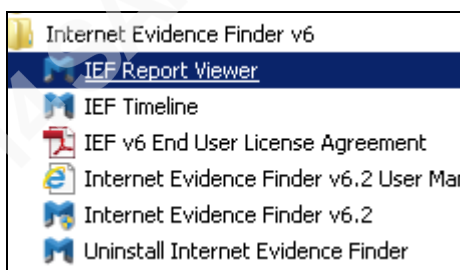 Internet Evidence Finder v6
IEF Report Viewer
IEF Timeline
IEF v6 End User License Agreement
Internet Evidence Finder v6.2 User Mar
Internet Evidence Finder v6.2
Uninstall Internet Evidence Finder